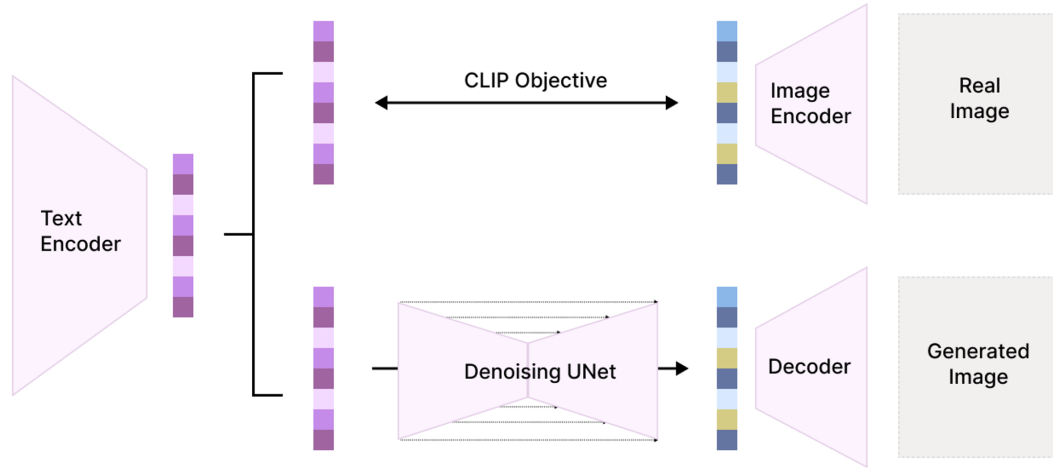 Text
Encoder
CLIP Objective
Image
Encoder
Real
Image
Denoising UNet
Decoder
Generated
Image